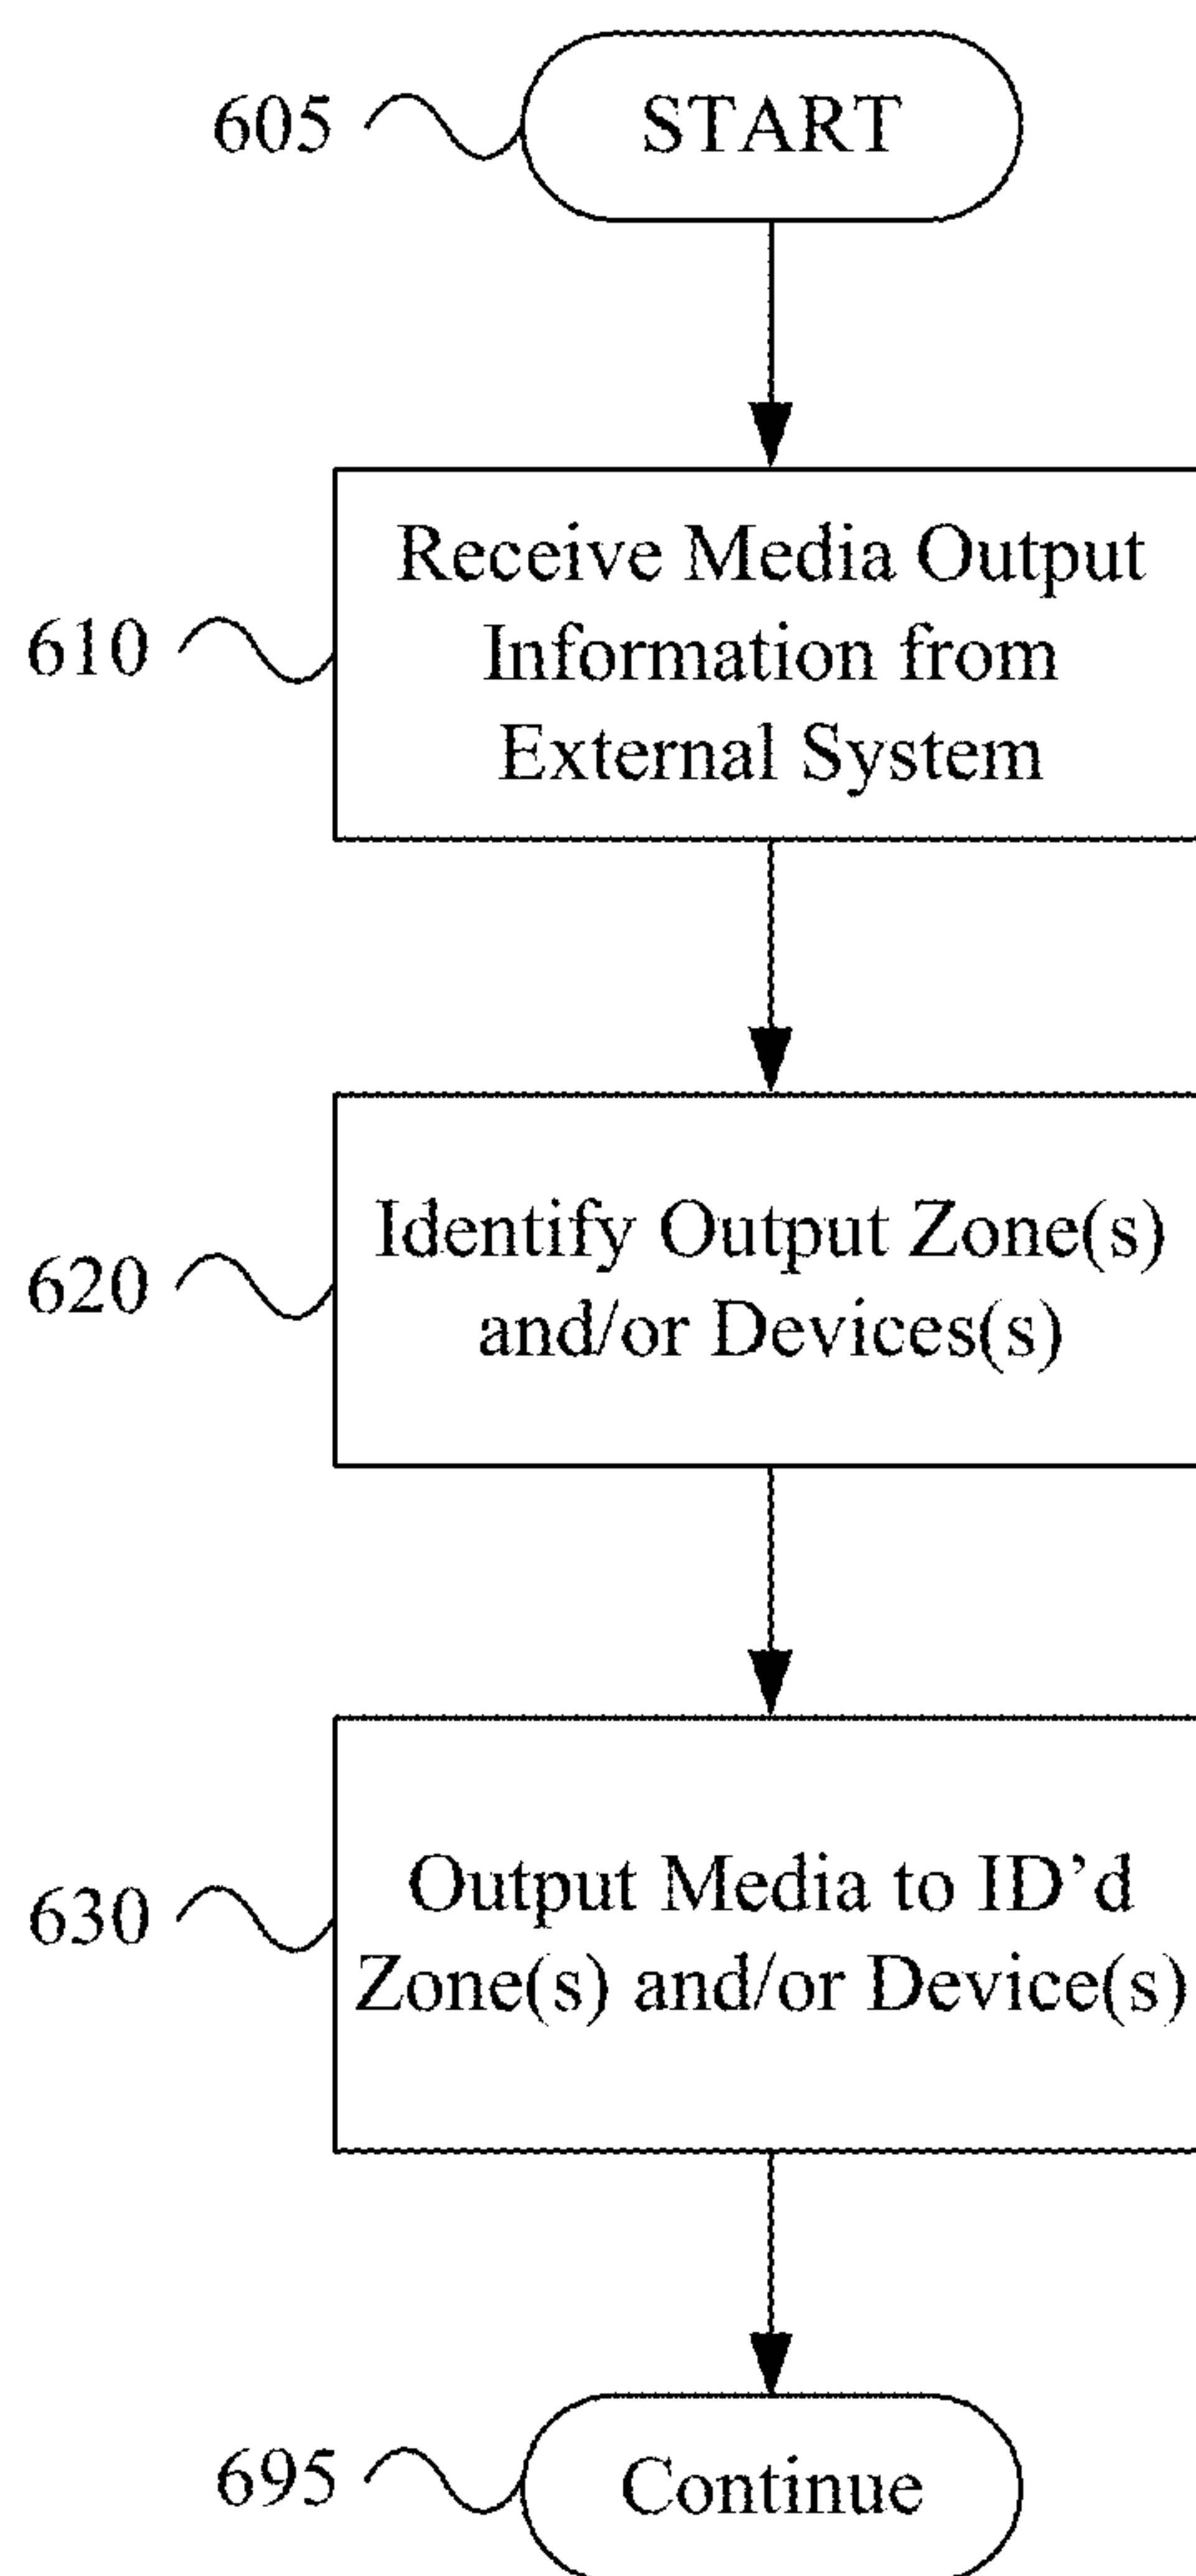 605 START
610 Receive Media Output
Information from
External System
620 Identify Output Zone(s)
and/or Devices(s)
630 Output Media to ID’d
Zone(s) and/or Device(s)
695 Continue